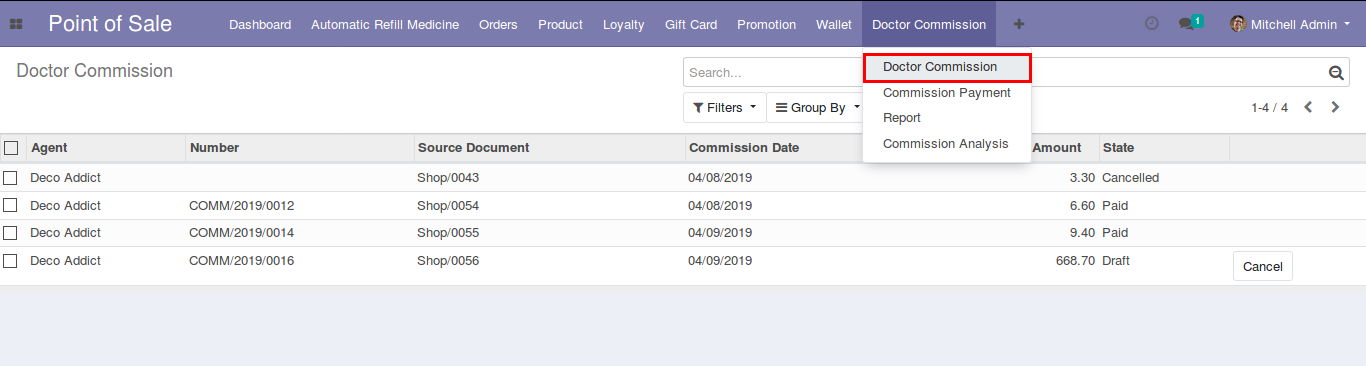 Point of Sale Dashboard Automatic Refill Medicine Orders Product Loyalty Gift Card Promotion Wallet Doctor Commission 1 Mitchell Admin
Doctor Commission Search... Doctor Commission
Commission Payment
Filters Group By Report 1-4 / 4
Commission Analysis
Agent Number Source Document Commission Date Amount State
Deco Addict Shop/0043 04/08/2019 3.30 Cancelled
Deco Addict COMM/2019/0012 Shop/0054 04/08/2019 6.60 Paid
Deco Addict COMM/2019/0014 Shop/0055 04/09/2019 9.40 Paid
Deco Addict COMM/2019/0016 Shop/0056 04/09/2019 668.70 Draft Cancel